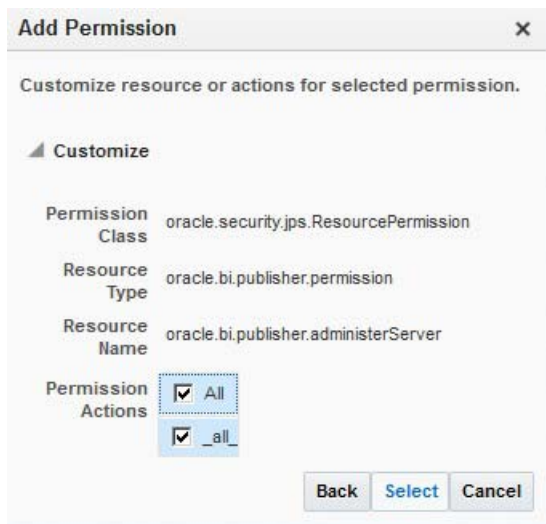 Add Permission
Customize resource or actions for selected permission.
Customize
Permission Class oracle.security.jps.ResourcePermission
Resource Type oracle.bi.publisher.permission
Resource Name oracle.bi.publisher.administerServer
Permission Actions All
_all_
Back Select Cancel